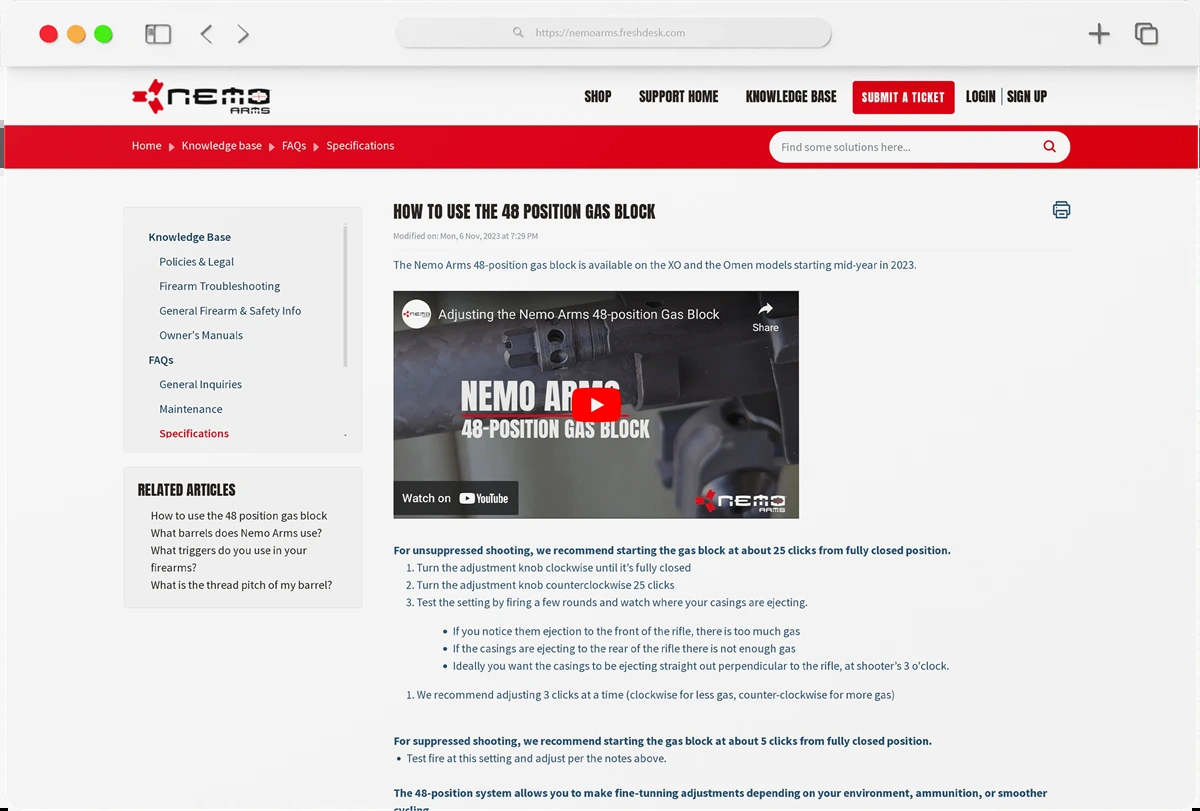 https://nemoarms.freshdesk.com
NEMO
ARMS
SHOP
SUPPORT HOME
KNOWLEDGE BASE
SUBMIT A TICKET
LOGIN
SIGN UP
Home
Knowledge base
FAQs
Specifications
Find some solutions here...
Knowledge Base
Policies & Legal
Firearm Troubleshooting
General Firearm & Safety Info
Owner's Manuals
FAQs
General Inquiries
Maintenance
Specifications
RELATED ARTICLES
How to use the 48 position gas block
What barrels does Nemo Arms use?
What triggers do you use in your
firearms?
What is the thread pitch of my barrel?
HOW TO USE THE 48 POSITION GAS BLOCK
Modified on: Mon, 6 Nov, 2023 at 7:29 PM
The Nemo Arms 48-position gas block is available on the XO and the Omen models starting mid-year in 2023.
NEMO
Adjusting the Nemo Arms 48-position Gas Block
Share
NEMO ARMS
48-POSITION GAS BLOCK
Watch on YouTube
NEMO
ARMS
For unsuppressed shooting, we recommend starting the gas block at about 25 clicks from fully closed position.
1. Turn the adjustment knob clockwise until it's fully closed
2. Turn the adjustment knob counterclockwise 25 clicks
3. Test the setting by firing a few rounds and watch where your casings are ejecting.
• If you notice them ejection to the front of the rifle, there is too much gas
• If the casings are ejecting to the rear of the rifle there is not enough gas
• Ideally you want the casings to be ejecting straight out perpendicular to the rifle, at shooter's 3 o'clock.
1. We recommend adjusting 3 clicks at a time (clockwise for less gas, counter-clockwise for more gas)
For suppressed shooting, we recommend starting the gas block at about 5 clicks from fully closed position.
• Test fire at this setting and adjust per the notes above.
The 48-position system allows you to make fine-tunning adjustments depending on your environment, ammunition, or smoother
cycling.